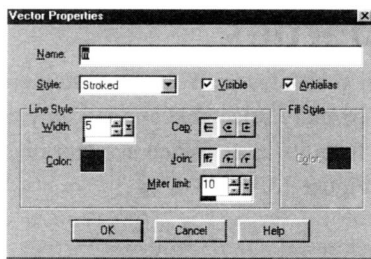 Vector Properties
Name: m
Style: Stroked Visible Antialias
Line Style Fill Style
Width: 5 Cap:
Color: Join: Color:
Miter limit: 10
OK Cancel Help